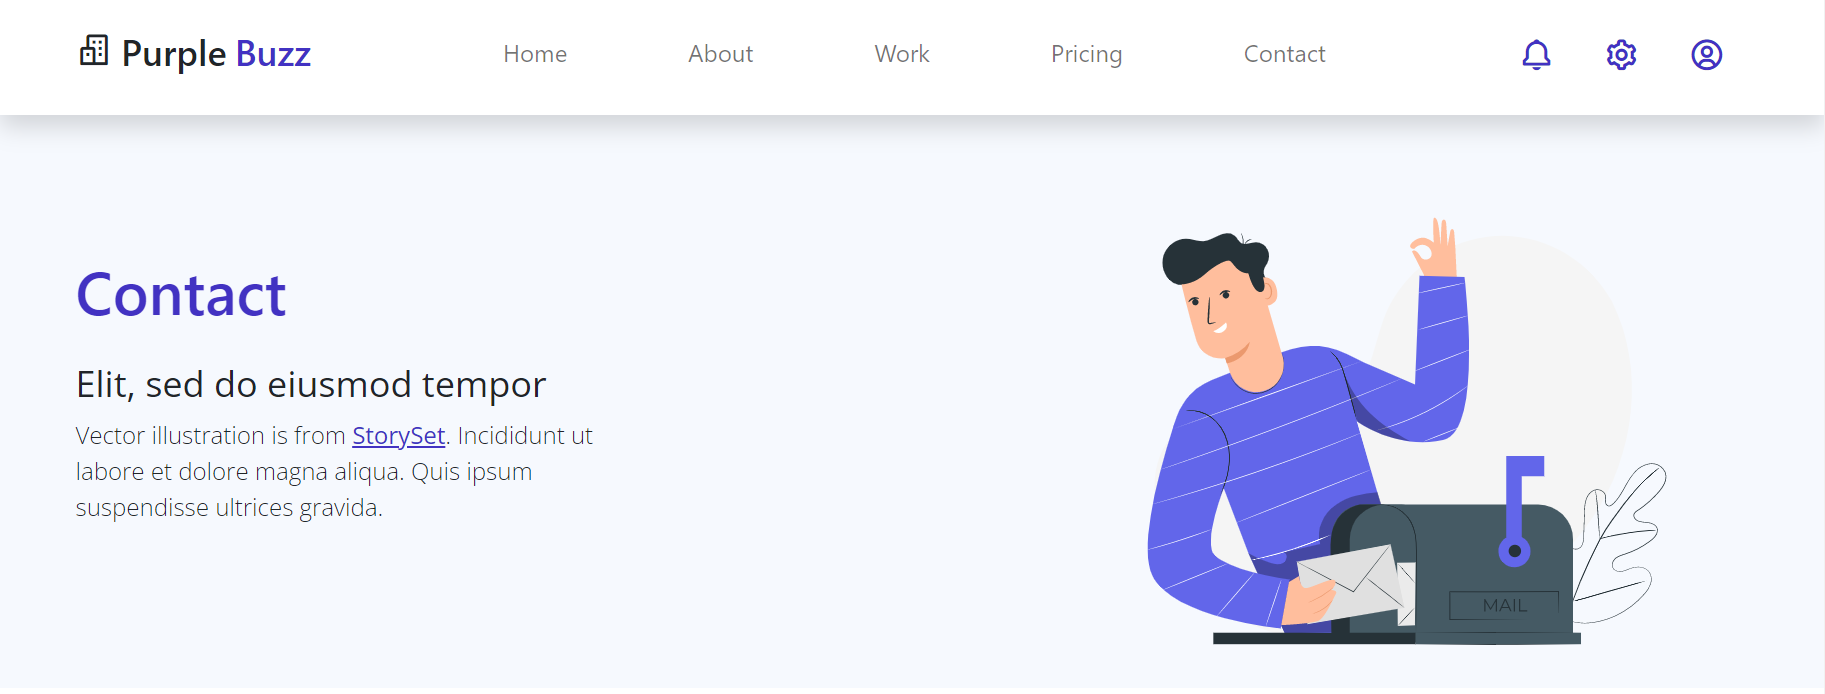 Purple Buzz
Home About Work Pricing Contact
Contact
Elit, sed do eiusmod tempor
Vector illustration is from StorySet. Incididunt ut
labore et dolore magna aliqua. Quis ipsum
suspendisse ultrices gravida.
MAIL